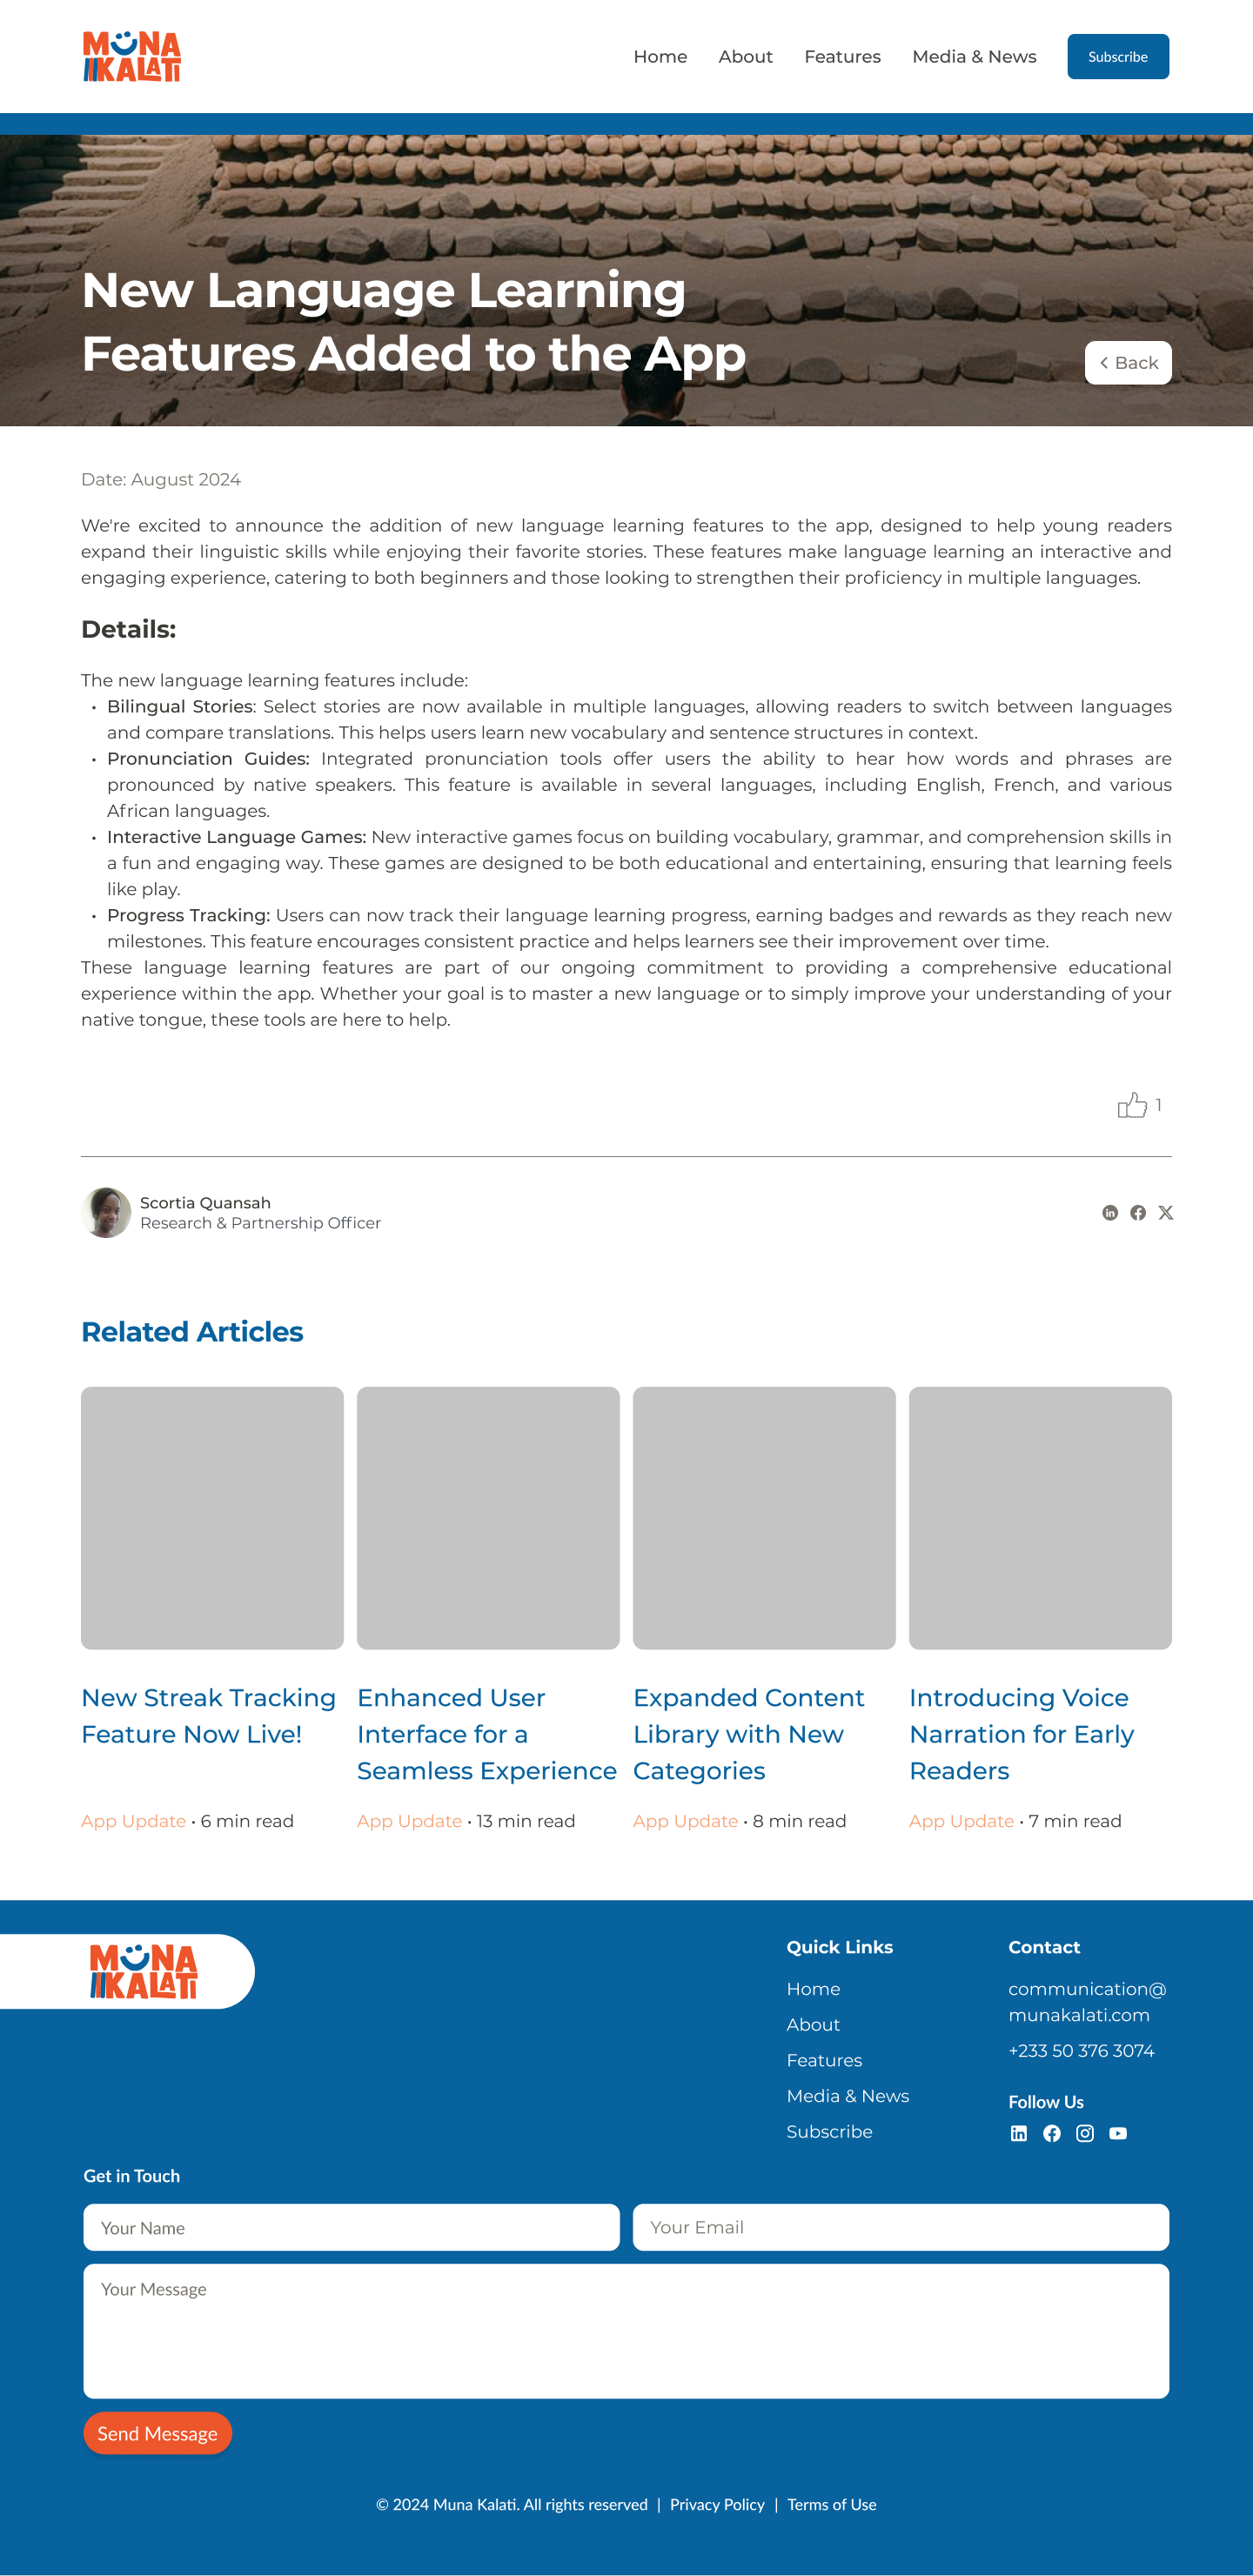 MUNA
KALATI
Home About Features Media & News Subscribe
New Language Learning
Features Added to the App
Back
Date: August 2024
We're excited to announce the addition of new language learning features to the app, designed to help young readers
expand their linguistic skills while enjoying their favorite stories. These features make language learning an interactive and
engaging experience, catering to both beginners and those looking to strengthen their proficiency in multiple languages.
Details:
The new language learning features include:
• Bilingual Stories: Select stories are now available in multiple languages, allowing readers to switch between languages
and compare translations. This helps users learn new vocabulary and sentence structures in context.
• Pronunciation Guides: Integrated pronunciation tools offer users the ability to hear how words and phrases are
pronounced by native speakers. This feature is available in several languages, including English, French, and various
African languages.
• Interactive Language Games: New interactive games focus on building vocabulary, grammar, and comprehension skills in
a fun and engaging way. These games are designed to be both educational and entertaining, ensuring that learning feels
like play.
• Progress Tracking: Users can now track their language learning progress, earning badges and rewards as they reach new
milestones. This feature encourages consistent practice and helps learners see their improvement over time.
These language learning features are part of our ongoing commitment to providing a comprehensive educational
experience within the app. Whether your goal is to master a new language or to simply improve your understanding of your
native tongue, these tools are here to help.
1
Scortia Quansah
Research & Partnership Officer
Related Articles
New Streak Tracking
Feature Now Live!
App Update • 6 min read
Enhanced User
Interface for a
Seamless Experience
App Update • 13 min read
Expanded Content
Library with New
Categories
App Update • 8 min read
Introducing Voice
Narration for Early
Readers
App Update • 7 min read
MUNA
KALATI
Quick Links
Home
About
Features
Media & News
Subscribe
Contact
communication@
munakalati.com
+233 50 376 3074
Follow Us
Get in Touch
Your Name
Your Email
Your Message
Send Message
© 2024 Muna Kalati. All rights reserved | Privacy Policy | Terms of Use